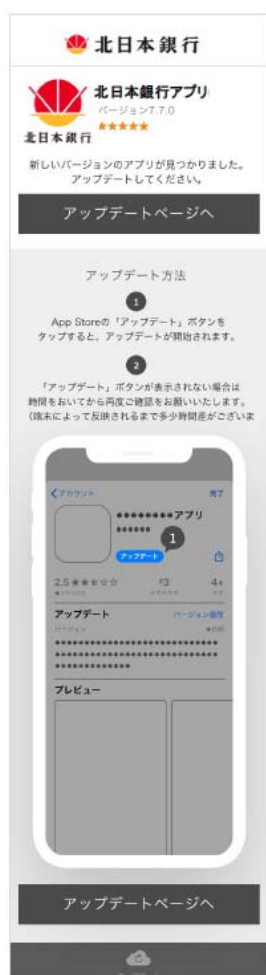 北日本銀行
北日本銀行アプリ
バージョン7.7.0
★★★★★
北日本銀行
新しいバージョンのアプリが見つかりました。
アップデートしてください。
アップデートページへ
アップデート方法
1
App Storeの「アップデート」ボタンを
タップすると、アップデートが開始されます。
2
「アップデート」ボタンが表示されない場合は
時間をおいてから再度ご確認をお願いいたします。
（端末によって反映されるまで多少時間差がございま
アカウント
完了
********アプリ
******
1
アップデート
2.5★★☆☆☆
#3
4+
アップデート
バージョン履歴
バージョン
プレビュー
アップデートページへ